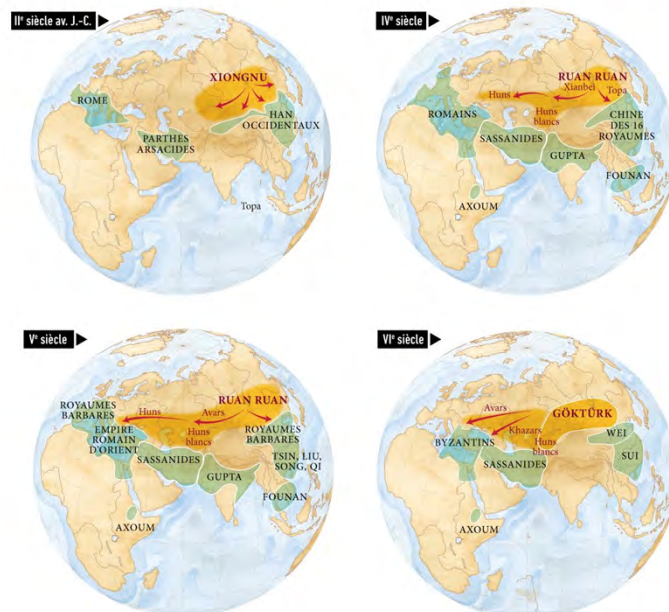 IIe siècle av. J.-C.
XIONGNU
ROME
HAN
OCCIDENTAUX
PARTHES
ARSACIDES
Topa
IVe siècle
RUAN RUAN
Xianbei
Huns
Topa
ROMAINS
Huns
blancs
CHINE
DES 16
ROYAUMES
SASSANIDES
GUPTA
FOUNAN
AXOUM
Ve siècle
ROYAUMES
BARBARES
Huns
Avars
RUAN RUAN
EMPIRE
ROMAIN
D'ORIENT
Huns
blancs
ROYAUMES
BARBARES
SASSANIDES
TSIN, LIU,
SONG, QI
GUPTA
FOUNAN
AXOUM
VIe siècle
Avars
GÖKTÜRK
Khazars
BYZANTINS
Huns
blancs
WEI
SASSANIDES
SUI
AXOUM